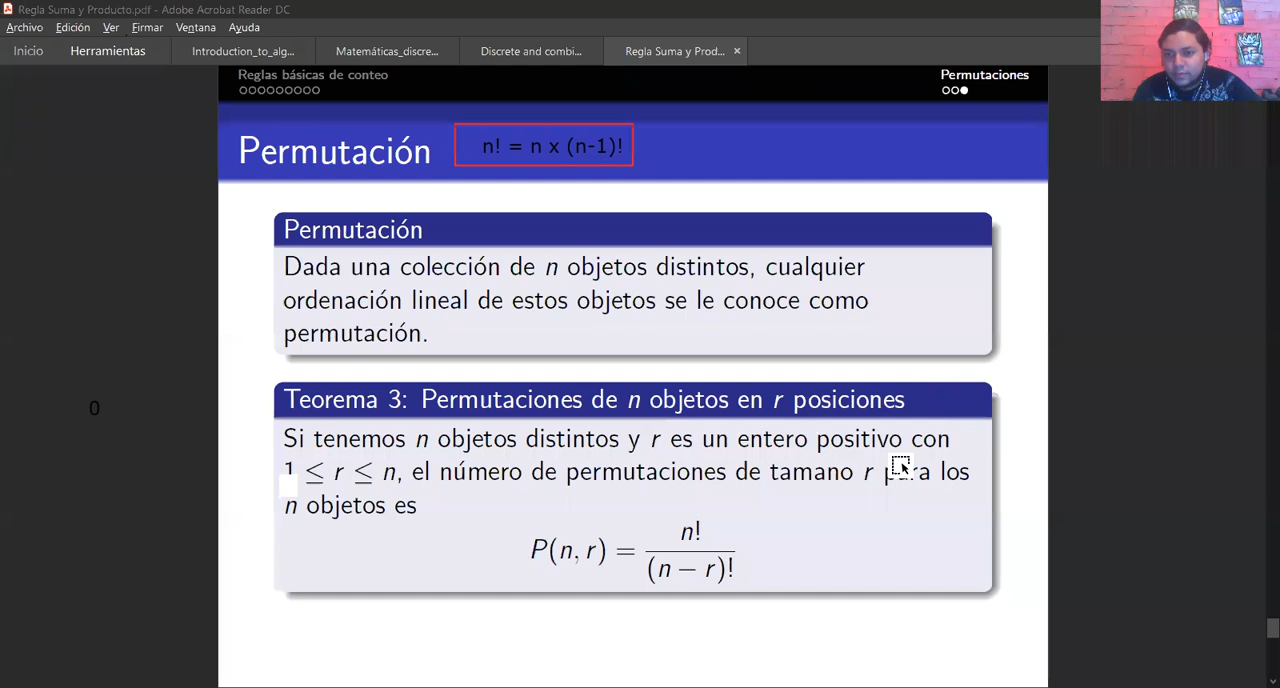 Regla Suma y Producto.pdf - Adobe Acrobat Reader DC
Archivo Edición Ver Firmar Ventana Ayuda
Inicio Herramientas Introduction_to_alg... Matemáticas_discre... Discrete and combi... Regla Suma y Prod... ×
Reglas básicas de conteo Permutaciones
Permutación n! = n x (n-1)!
Permutación
Dada una colección de n objetos distintos, cualquier
ordenación lineal de estos objetos se le conoce como
permutación.
Teorema 3: Permutaciones de n objetos en r posiciones
Si tenemos n objetos distintos y r es un entero positivo con
1 ≤ r ≤ n, el número de permutaciones de tamano r para los
n objetos es
P(n, r) = n! / (n − r)!
0